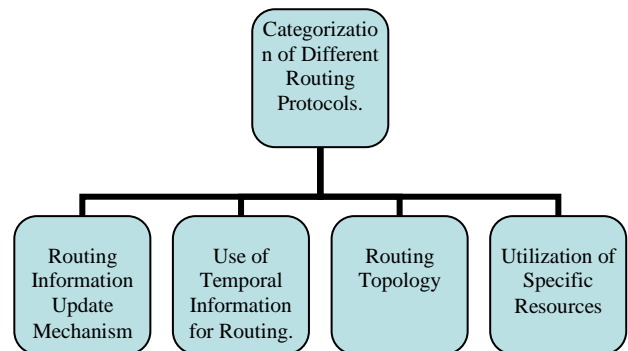 Categorizatio
n of Different
Routing
Protocols.
Routing
Information
Update
Mechanism
Use of
Temporal
Information
for Routing.
Routing
Topology
Utilization of
Specific
Resources